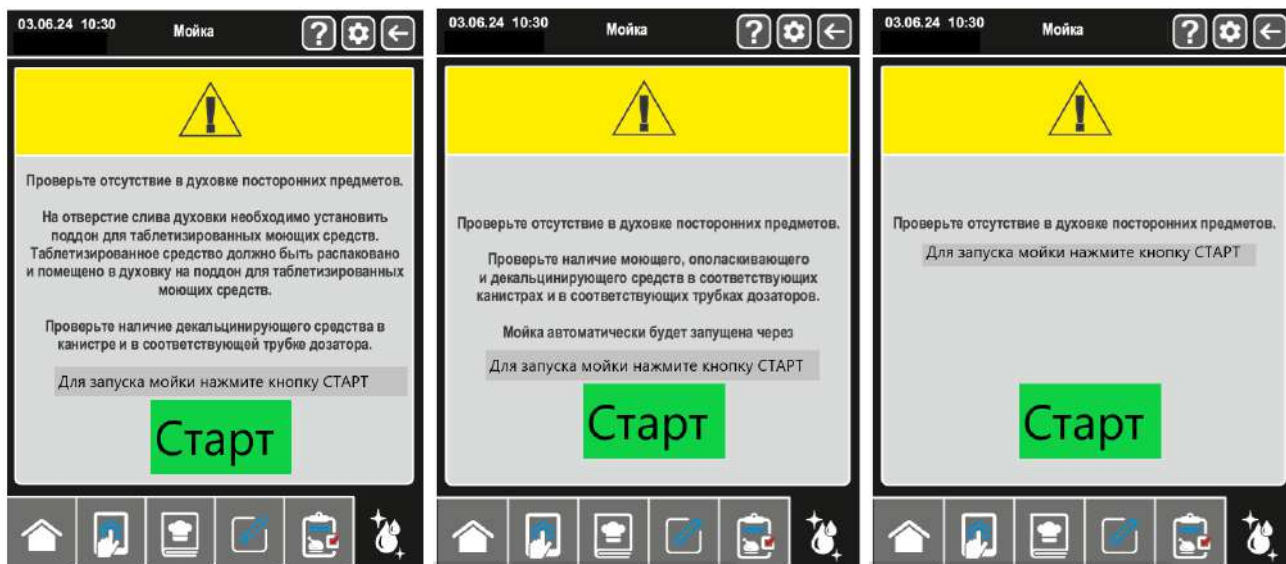 03.06.24 10:30
Мойка
?
Проверьте отсутствие в духовке посторонних предметов.
На отверстие слива духовки необходимо установить
поддон для таблетизированных моющих средств.
Таблетизированное средство должно быть распаковано
и помещено в духовку на поддон для таблетизированных
моющих средств.
Проверьте наличие декальцинирующего средства в
канистре и в соответствующей трубке дозатора.
Для запуска мойки нажмите кнопку СТАРТ
Старт
03.06.24 10:30
Мойка
?
Проверьте отсутствие в духовке посторонних предметов.
Проверьте наличие моющего, ополаскивающего
и декальцинирующего средств в соответствующих
канистрах и в соответствующих трубках дозаторов.
Мойка автоматически будет запущена через
Для запуска мойки нажмите кнопку СТАРТ
Старт
03.06.24 10:30
Мойка
?
Проверьте отсутствие в духовке посторонних предметов.
Для запуска мойки нажмите кнопку СТАРТ
Старт